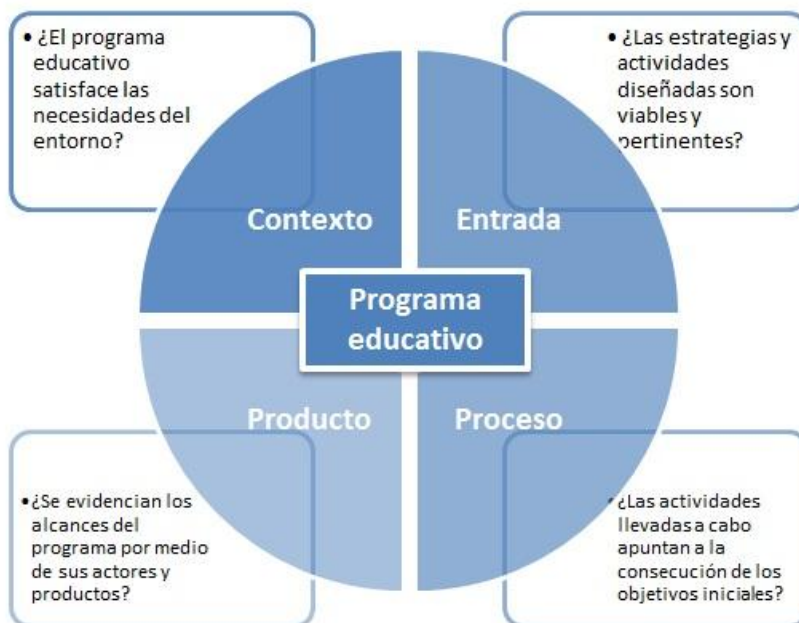 • ¿El programa
educativo
satisface las
necesidades del
entorno?
• ¿Las estrategias y
actividades
diseñadas son
viables y
pertinentes?
Contexto
Entrada
Programa
educativo
Producto
Proceso
•¿Se evidencian los
alcances del
programa por medio
de sus actores y
productos?
•¿Las actividades
llevadas a cabo
apuntan a la
consecución de los
objetivos iniciales?